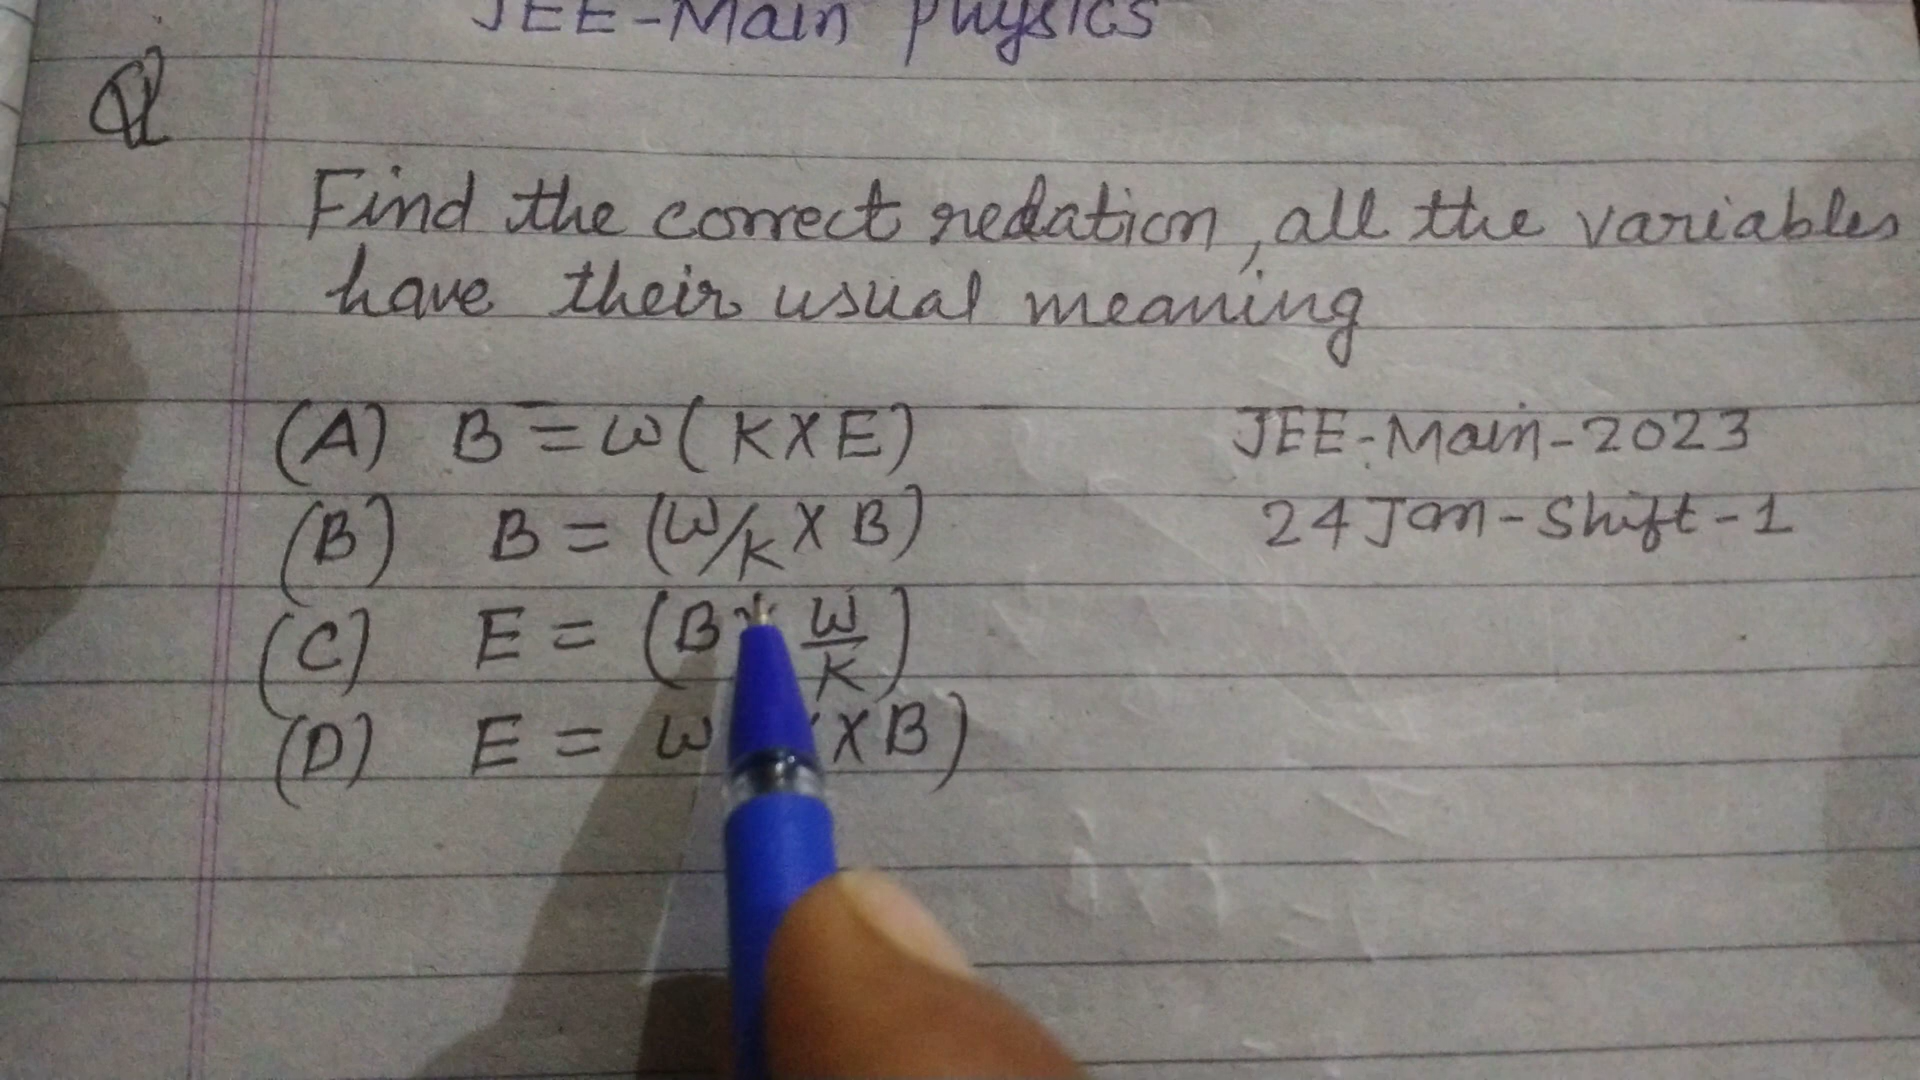 JEE-Main Physics
Q
Find the correct redation, all the variables
have their usual meaning
(A) B = ω(K×E)
JEE-Main-2023
(B) B = (ω/K × B)
24 Jan-Shift-1
(C) E = (B × ω/K)
(D) E = ω ×B)